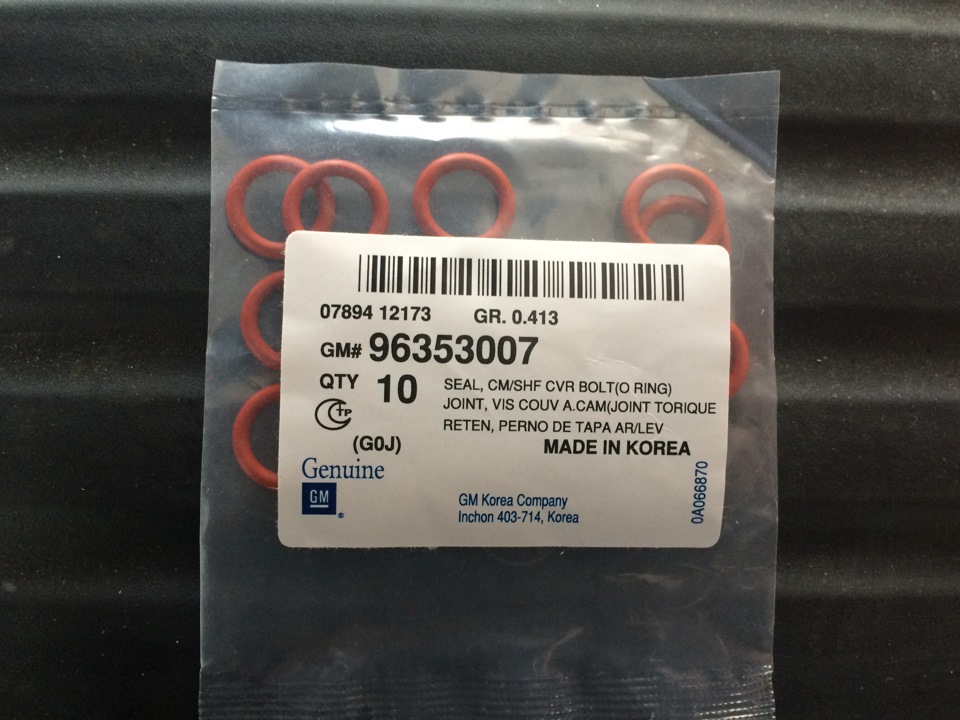 07894 12173 GR. 0.413
GM# 96353007
QTY 10
SEAL, CM/SHF CVR BOLT(O RING)
JOINT, VIS COUV A.CAM(JOINT TORIQUE
RETEN, PERNO DE TAPA AR/LEV
(G0J)
MADE IN KOREA
Genuine
GM
®
GM Korea Company
Inchon 403-714, Korea
0A066870